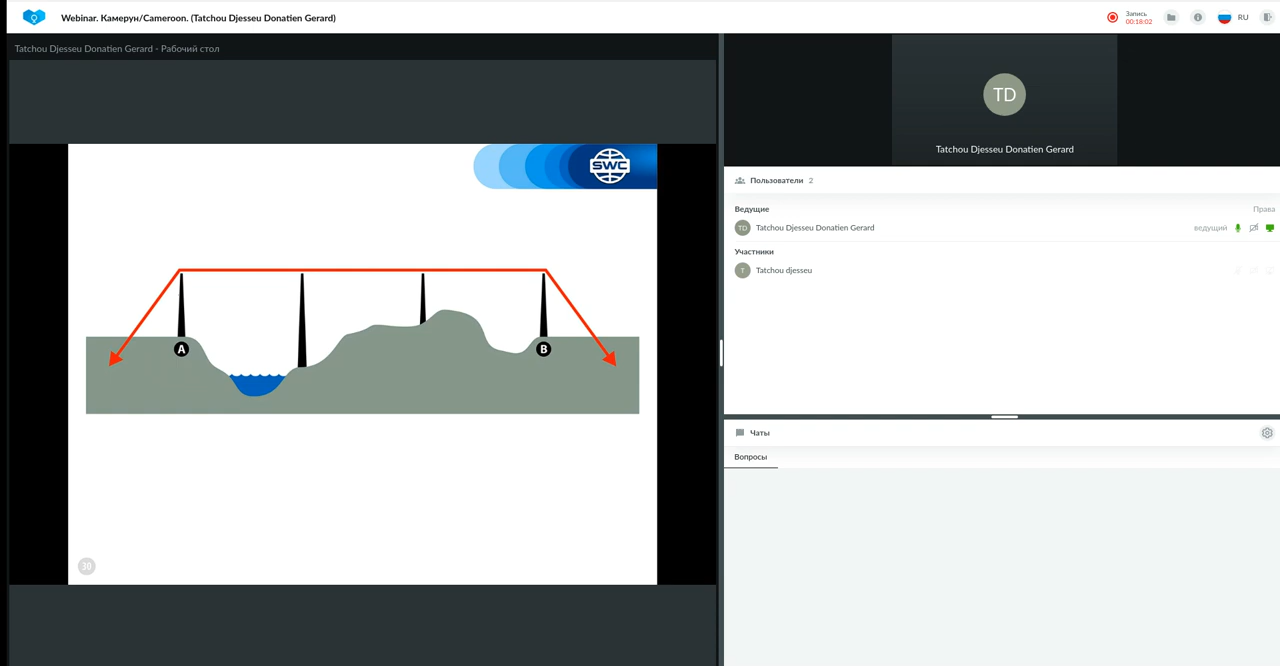 Webinar. Камерун/Cameroon. (Tatchou Djesseu Donatien Gerard)
Запись
00:18:02
RU
Tatchou Djesseu Donatien Gerard - Рабочий стол
SWC
A
B
30
TD
Tatchou Djesseu Donatien Gerard
Пользователи 2
Ведущие Права
TD Tatchou Djesseu Donatien Gerard ведущий
Участники
T Tatchou djesseu
Чаты
Вопросы